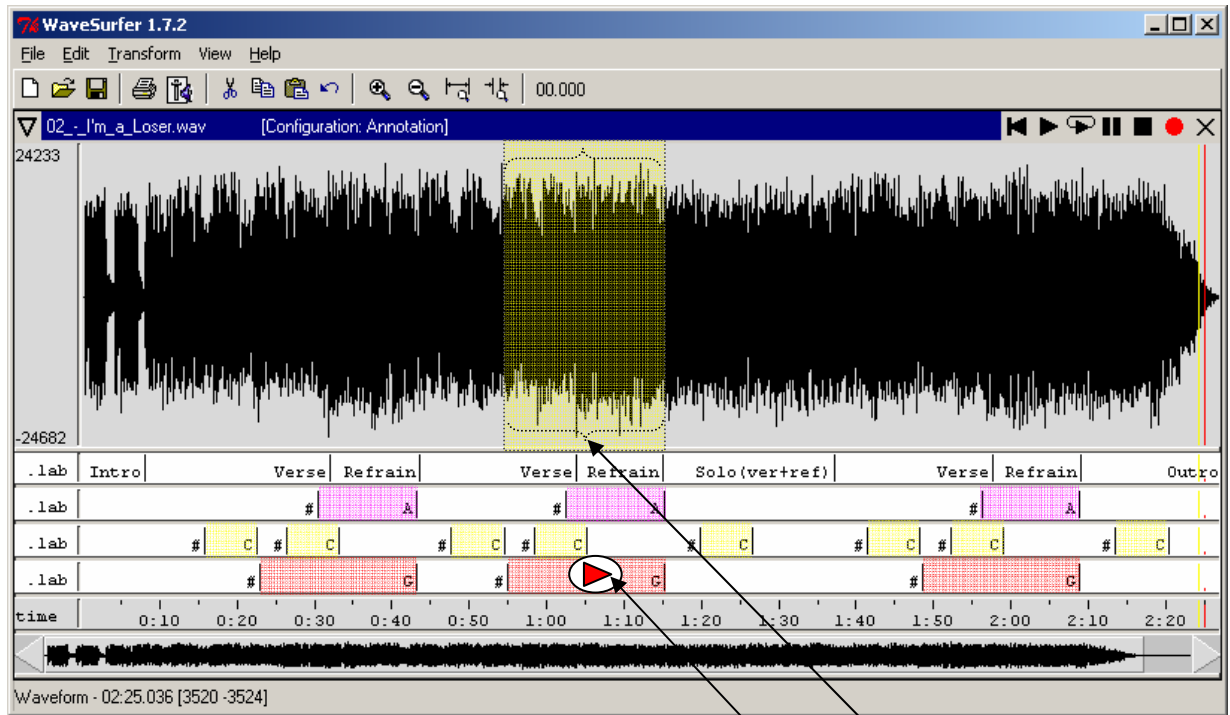 7% WaveSurfer 1.7.2
File Edit Transform View Help
00.000
02_-_I'm_a_Loser.wav [Configuration: Annotation]
24233
-24682
.lab Intro Verse Refrain Verse Refrain Solo(ver+ref) Verse Refrain Outro
.lab # A # A # A
.lab # C # C # C # C # C # C # C # C
.lab # G # G # G
time 0:10 0:20 0:30 0:40 0:50 1:00 1:10 1:20 1:30 1:40 1:50 2:00 2:10 2:20
Waveform - 02:25.036 [3520 -3524]